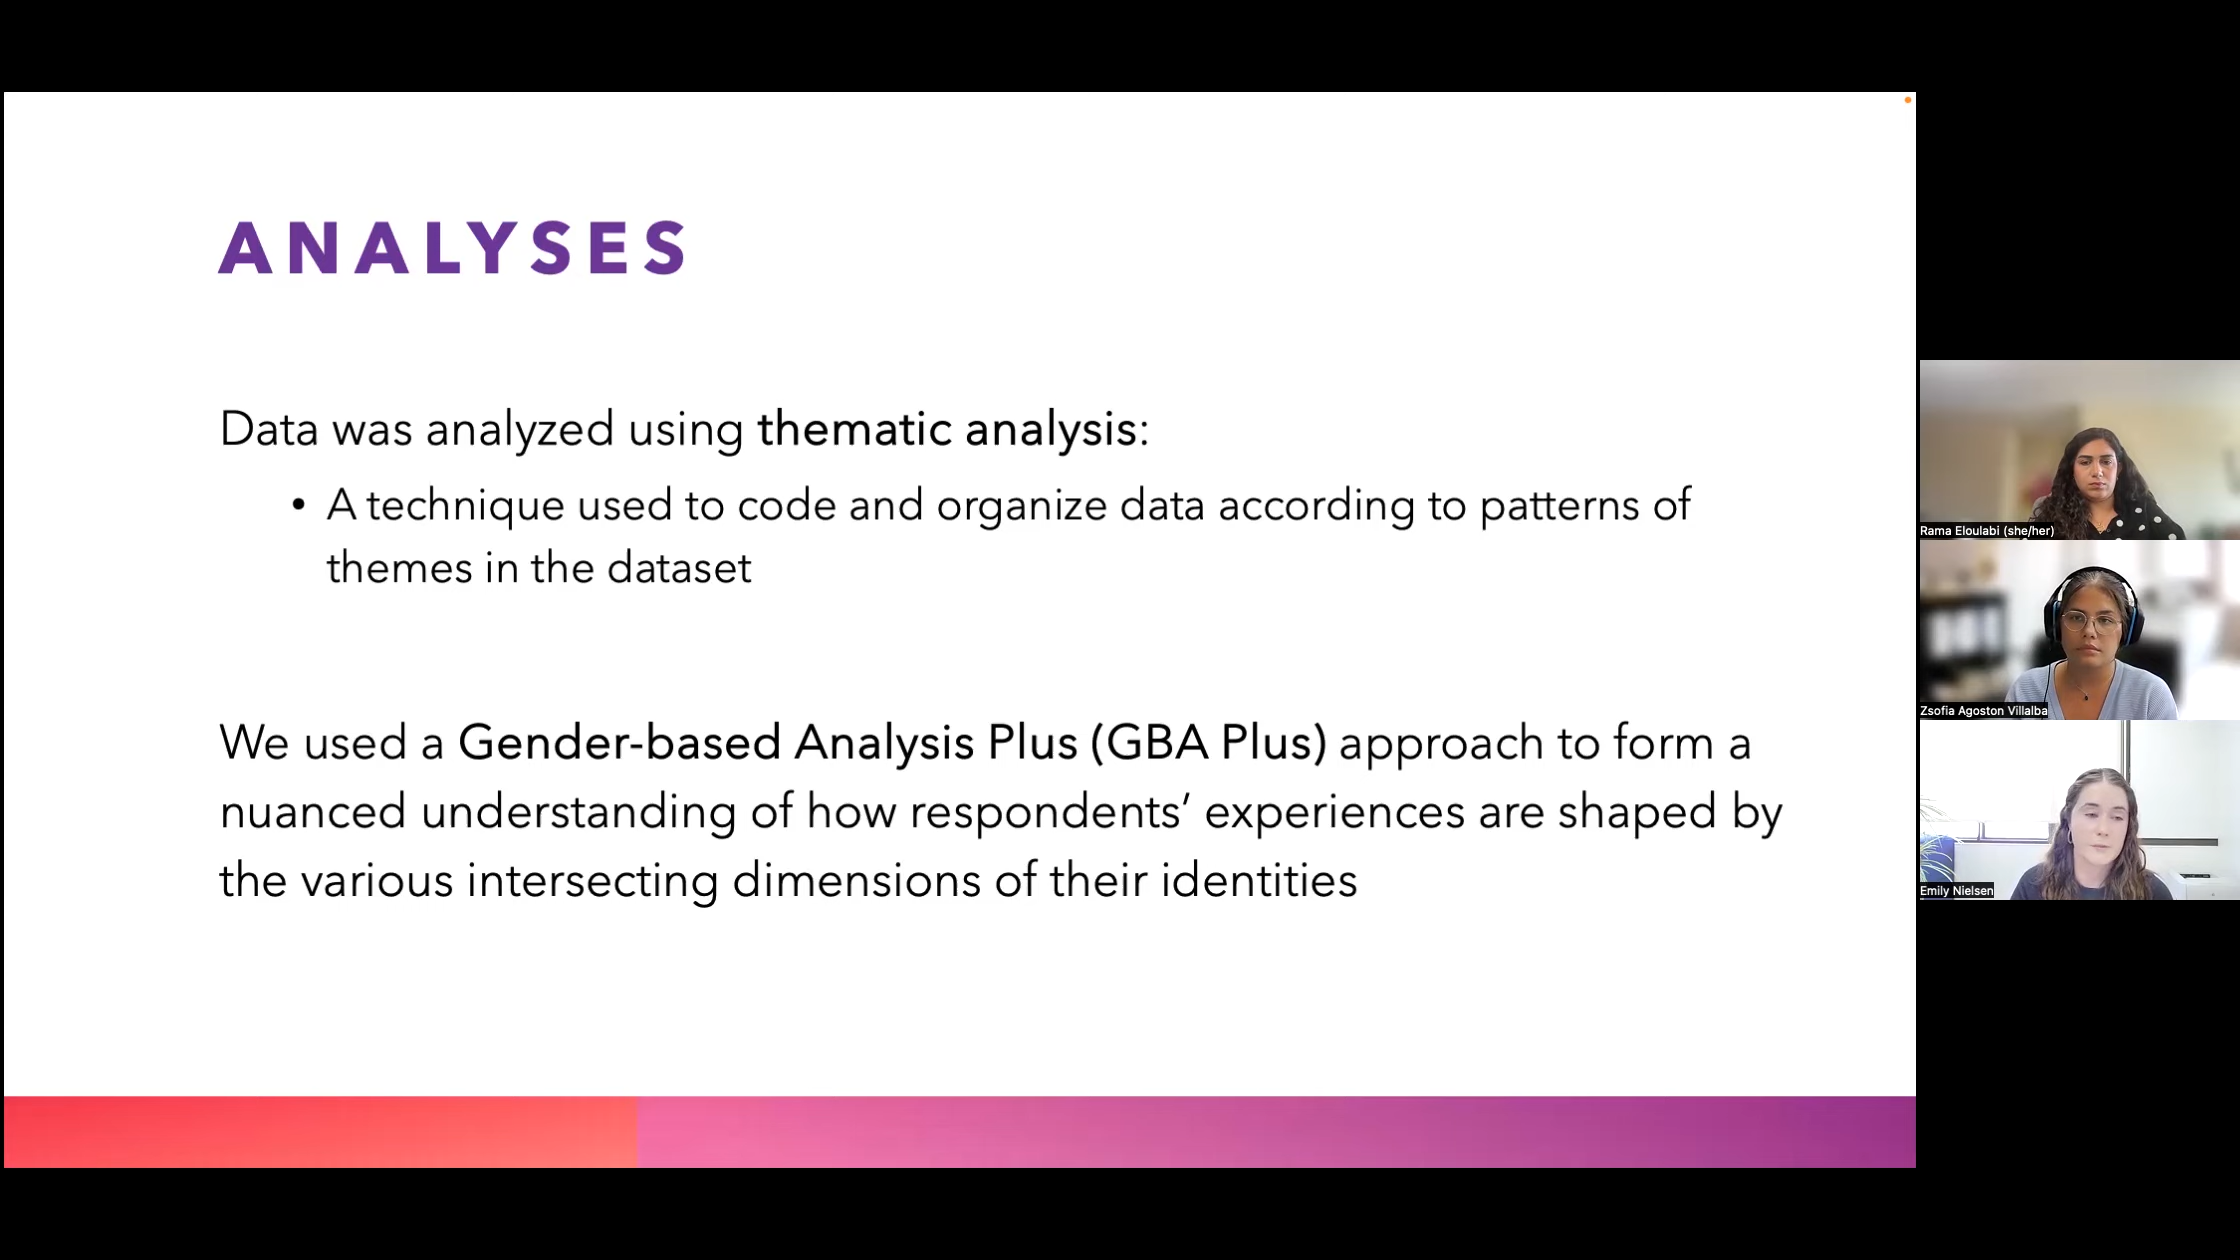 ANALYSES
Data was analyzed using thematic analysis:
• A technique used to code and organize data according to patterns of
themes in the dataset
We used a Gender-based Analysis Plus (GBA Plus) approach to form a
nuanced understanding of how respondents’ experiences are shaped by
the various intersecting dimensions of their identities
Rama Eloulabi (she/her)
Zsofia Agoston Villalba
Emily Nielsen